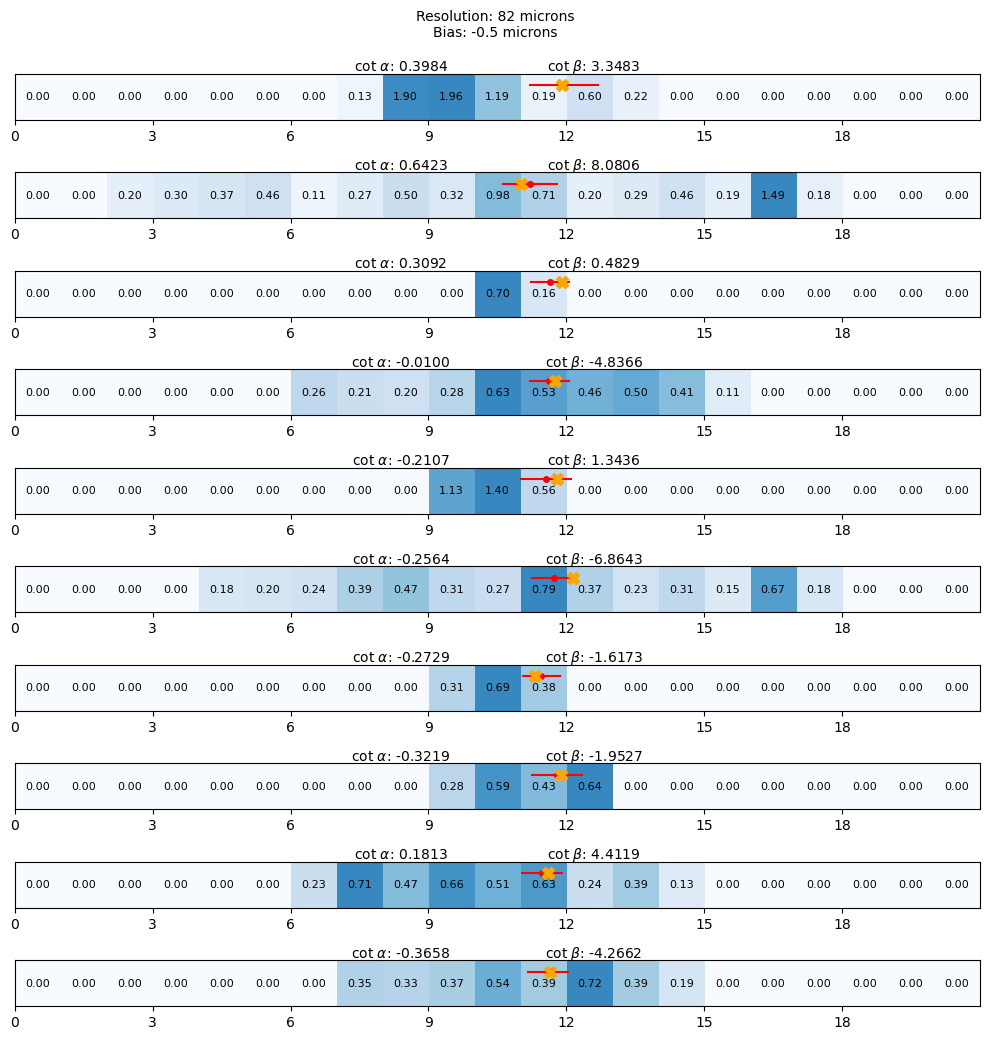 Resolution: 82 microns
Bias: -0.5 microns
cot α: 0.3984 cot β: 3.3483
0.00 0.00 0.00 0.00 0.00 0.00 0.00 0.13 1.90 1.96 1.19 0.19 0.60 0.22 0.00 0.00 0.00 0.00 0.00 0.00 0.00
0 3 6 9 12 15 18
cot α: 0.6423 cot β: 8.0806
0.00 0.00 0.20 0.30 0.37 0.46 0.11 0.27 0.50 0.32 0.98 0.71 0.20 0.29 0.46 0.19 1.49 0.18 0.00 0.00 0.00
0 3 6 9 12 15 18
cot α: 0.3092 cot β: 0.4829
0.00 0.00 0.00 0.00 0.00 0.00 0.00 0.00 0.00 0.00 0.70 0.16 0.00 0.00 0.00 0.00 0.00 0.00 0.00 0.00 0.00
0 3 6 9 12 15 18
cot α: -0.0100 cot β: -4.8366
0.00 0.00 0.00 0.00 0.00 0.00 0.26 0.21 0.20 0.28 0.63 0.53 0.46 0.50 0.41 0.11 0.00 0.00 0.00 0.00 0.00
0 3 6 9 12 15 18
cot α: -0.2107 cot β: 1.3436
0.00 0.00 0.00 0.00 0.00 0.00 0.00 0.00 0.00 1.13 1.40 0.56 0.00 0.00 0.00 0.00 0.00 0.00 0.00 0.00 0.00
0 3 6 9 12 15 18
cot α: -0.2564 cot β: -6.8643
0.00 0.00 0.00 0.00 0.18 0.20 0.24 0.39 0.47 0.31 0.27 0.79 0.37 0.23 0.31 0.15 0.67 0.18 0.00 0.00 0.00
0 3 6 9 12 15 18
cot α: -0.2729 cot β: -1.6173
0.00 0.00 0.00 0.00 0.00 0.00 0.00 0.00 0.00 0.31 0.69 0.38 0.00 0.00 0.00 0.00 0.00 0.00 0.00 0.00 0.00
0 3 6 9 12 15 18
cot α: -0.3219 cot β: -1.9527
0.00 0.00 0.00 0.00 0.00 0.00 0.00 0.00 0.00 0.28 0.59 0.43 0.64 0.00 0.00 0.00 0.00 0.00 0.00 0.00 0.00
0 3 6 9 12 15 18
cot α: 0.1813 cot β: 4.4119
0.00 0.00 0.00 0.00 0.00 0.00 0.23 0.71 0.47 0.66 0.51 0.63 0.24 0.39 0.13 0.00 0.00 0.00 0.00 0.00 0.00
0 3 6 9 12 15 18
cot α: -0.3658 cot β: -4.2662
0.00 0.00 0.00 0.00 0.00 0.00 0.00 0.35 0.33 0.37 0.54 0.39 0.72 0.39 0.19 0.00 0.00 0.00 0.00 0.00 0.00
0 3 6 9 12 15 18